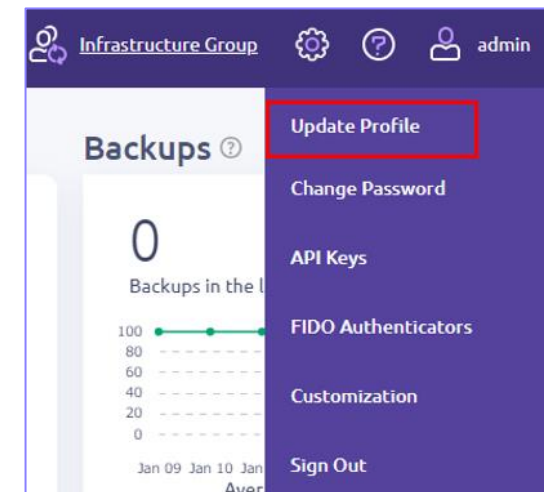 Infrastructure Group admin
Update Profile
Backups
Change Password
0
API Keys
Backups in the l
100
FIDO Authenticators
80
60
40
Customization
20
0
Jan 09 Jan 10 Jan
Sign Out
Aver